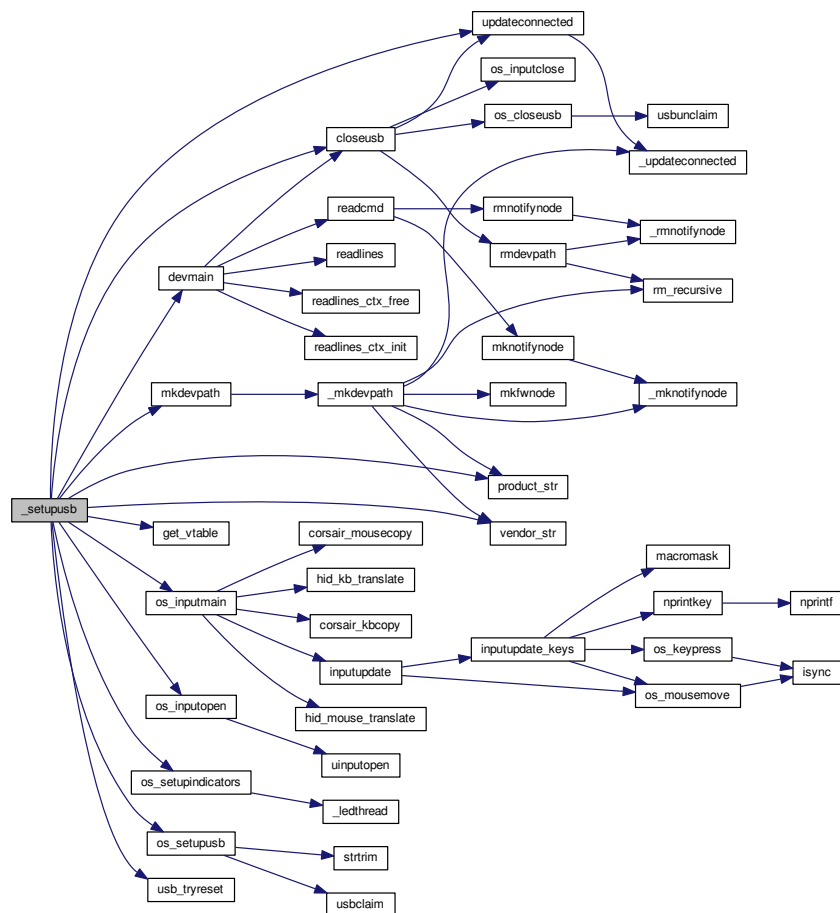 updateconnected
os_inputclose
os_closeusb
usbunclaim
closeusb
_updateconnected
readcmd
rmnotifynode
_rmnotifynode
readlines
rmdevpath
devmain
rm_recursive
readlines_ctx_free
readlines_ctx_init
mknotifynode
mkdevpath
_mkdevpath
mkfwnode
_mknotifynode
product_str
_setupusb
get_vtable
corsair_mousecopy
vendor_str
macromask
hid_kb_translate
os_inputmain
nprintkey
nprintf
corsair_kbcopy
inputupdate_keys
os_keypress
inputupdate
isync
os_mousemove
os_inputopen
hid_mouse_translate
uinputopen
os_setupindicators
_ledthread
os_setupusb
strtrim
usb_tryreset
usbclaim